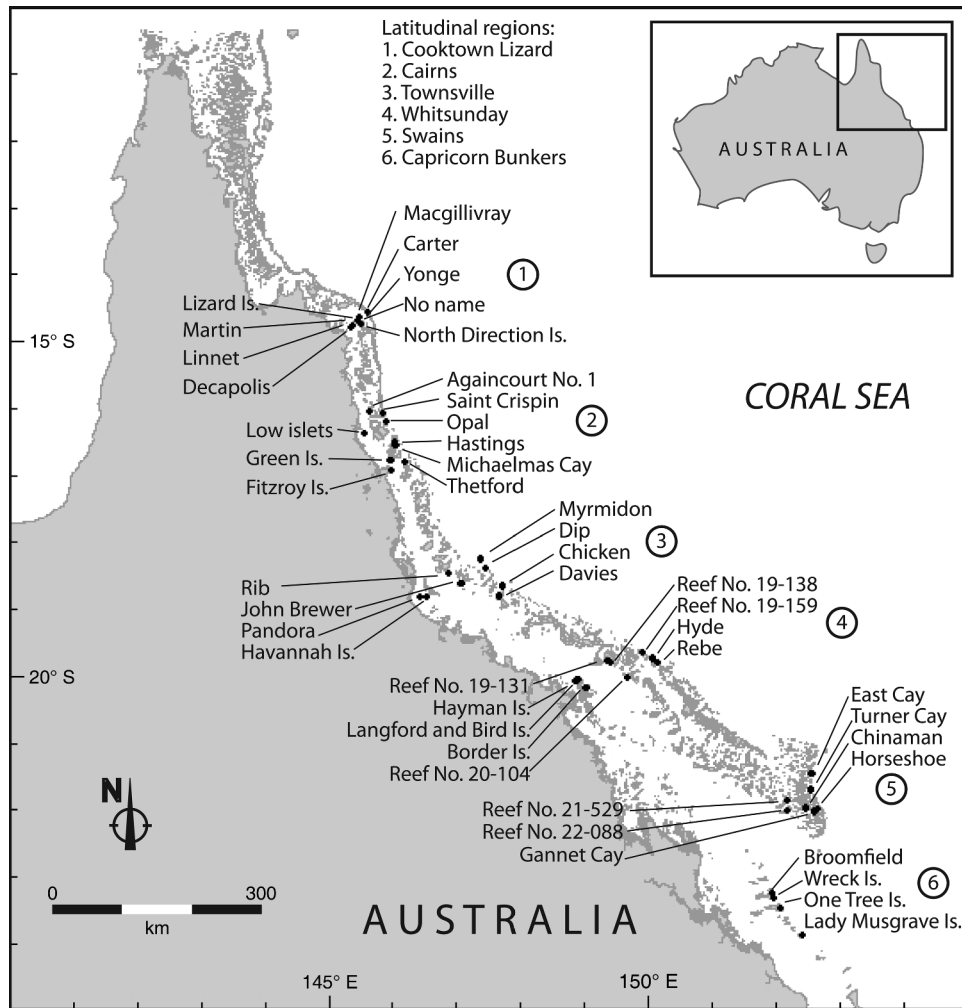 Latitudinal regions:
1. Cooktown Lizard
2. Cairns
3. Townsville
4. Whitsunday
5. Swains
6. Capricorn Bunkers
AUSTRALIA
Macgillivray
Carter
Yonge
1
No name
North Direction Is.
Lizard Is.
Martin
Linnet
Decapolis
15° S
CORAL SEA
Againcourt No. 1
Saint Crispin
Opal
2
Hastings
Michaelmas Cay
Thetford
Low islets
Green Is.
Fitzroy Is.
Myrmidon
Dip
3
Chicken
Davies
Rib
John Brewer
Pandora
Havannah Is.
Reef No. 19-138
Reef No. 19-159
4
Hyde
Rebe
20° S
Reef No. 19-131
Hayman Is.
Langford and Bird Is.
Border Is.
Reef No. 20-104
East Cay
Turner Cay
Chinaman
Horseshoe
5
Reef No. 21-529
Reef No. 22-088
Gannet Cay
Broomfield
Wreck Is.
6
One Tree Is.
Lady Musgrave Is.
N
0 300
km
AUSTRALIA
145° E 150° E